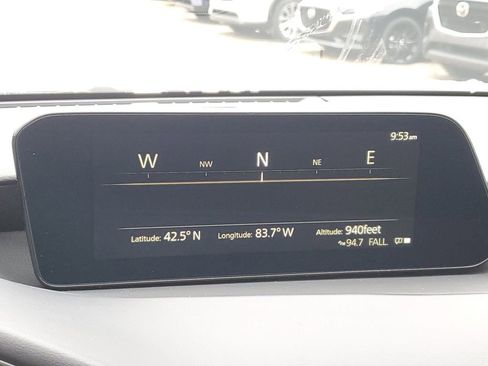 9:53am
W NW N NE E
Latitude: 42.5° N Longitude: 83.7° W Altitude: 940feet
94.7 FALL